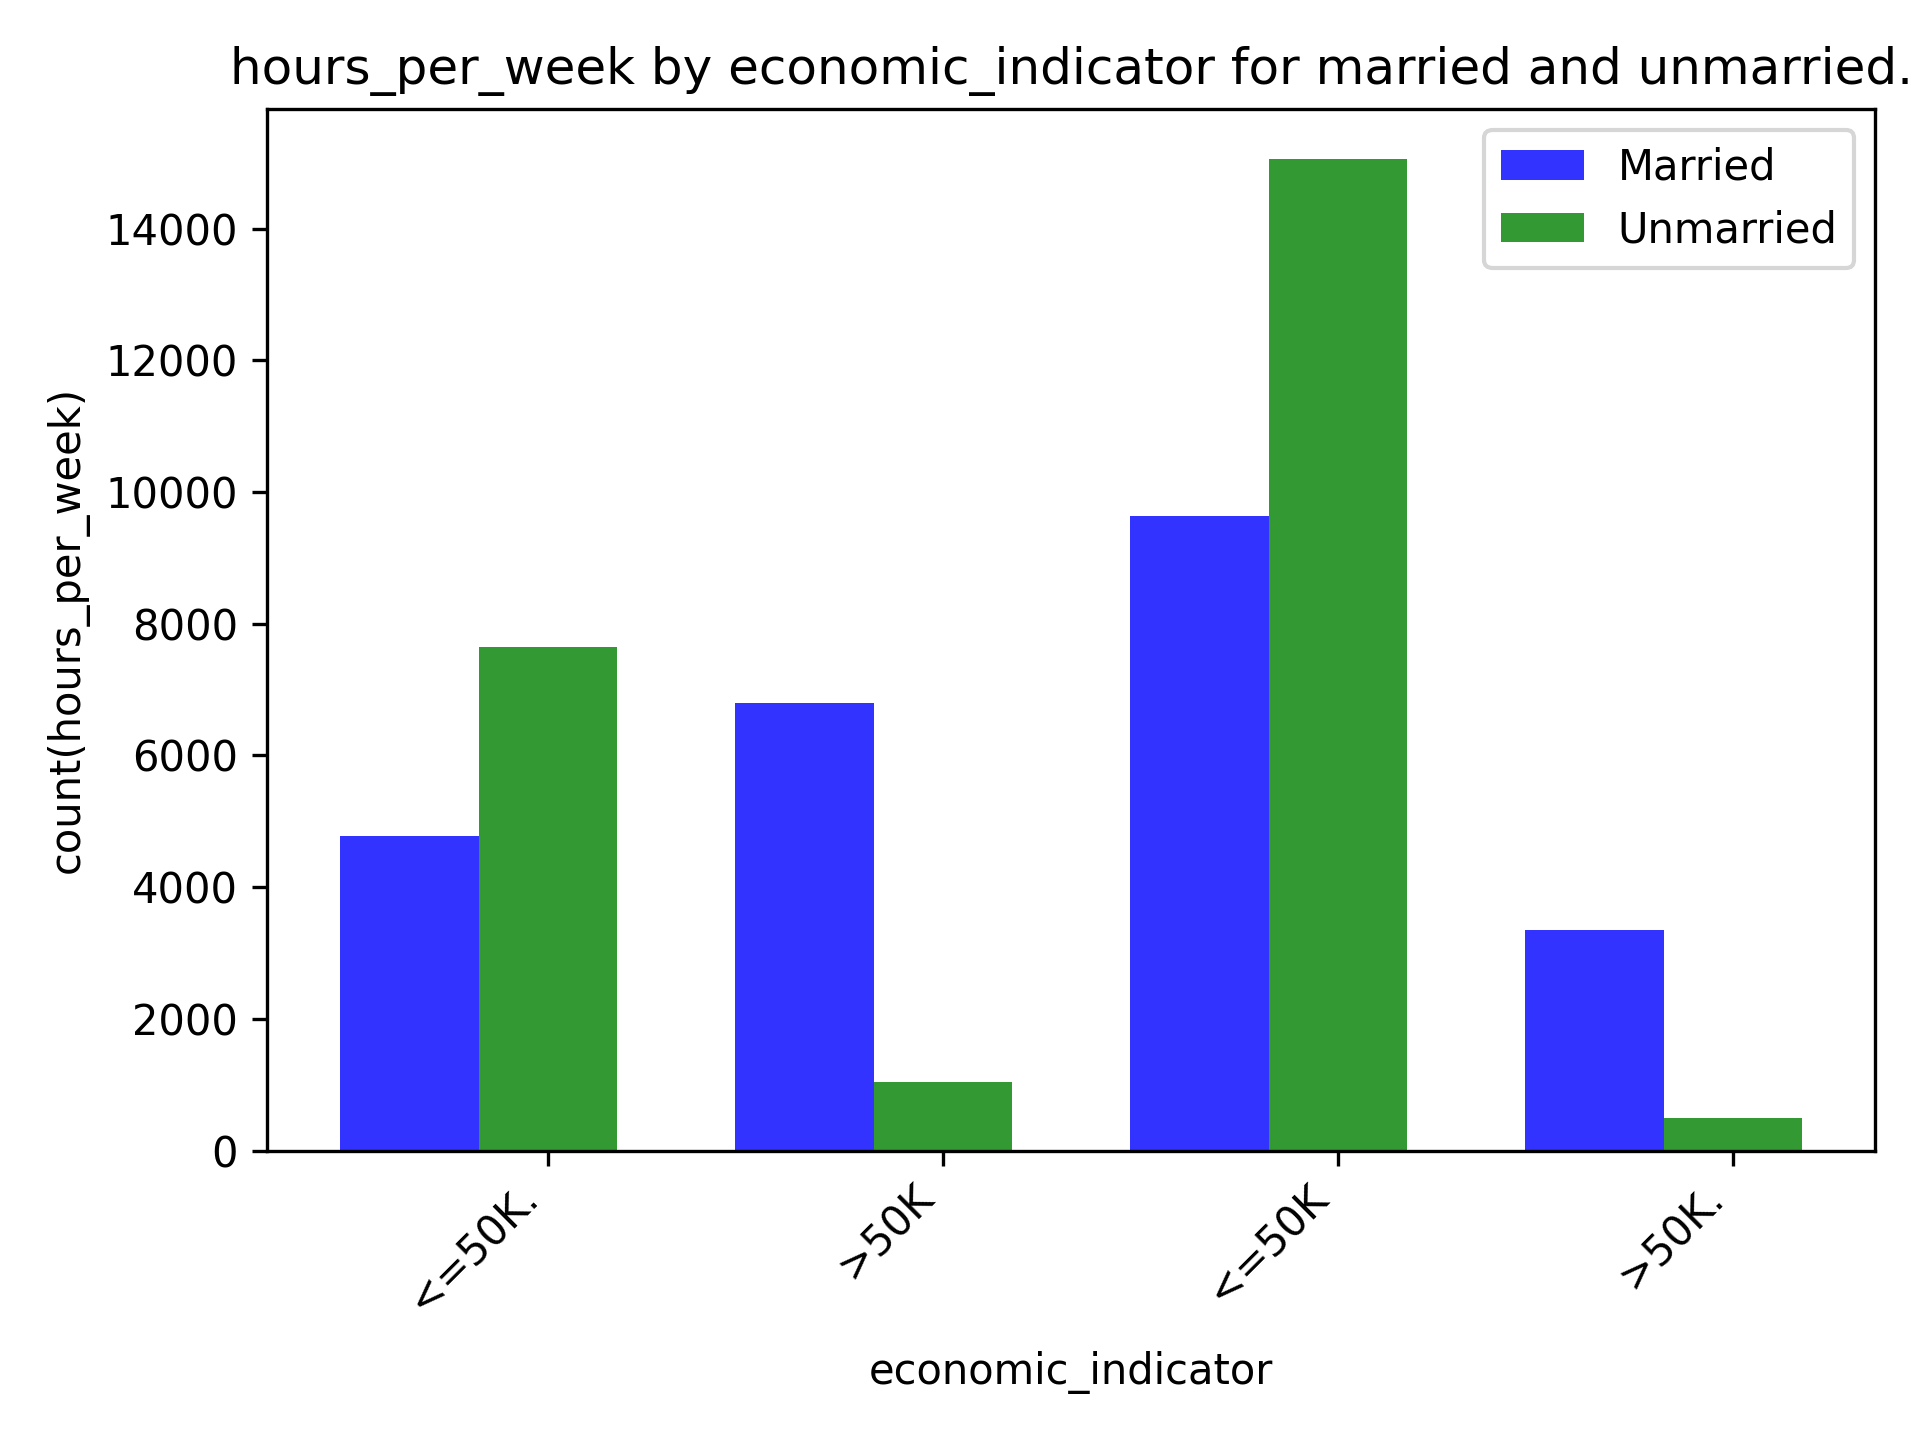 hours_per_week by economic_indicator for married and unmarried.
Married
Unmarried
14000
12000
10000
8000
6000
4000
2000
0
count(hours_per_week)
<=50K.
>50K
<=50K
>50K.
economic_indicator